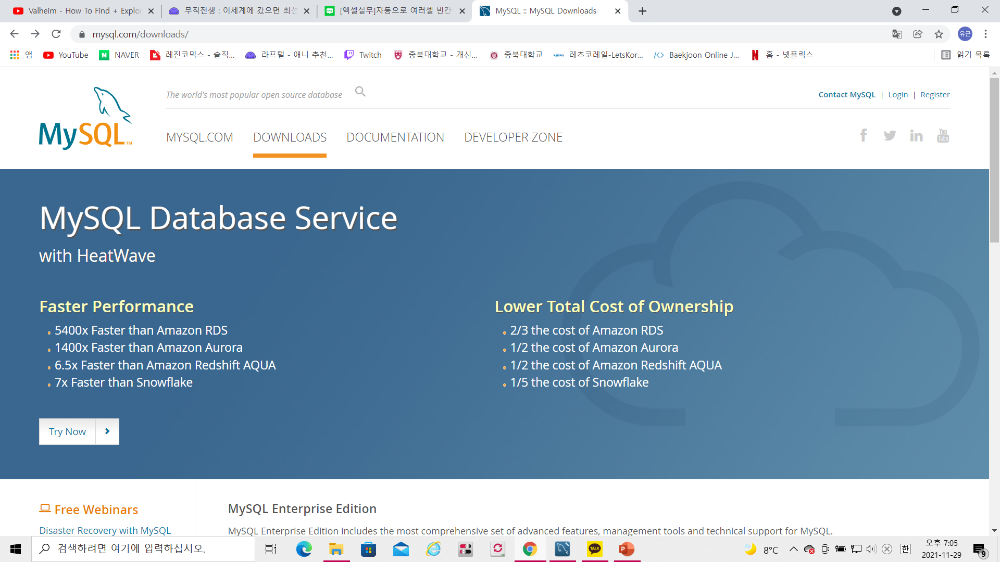 Valheim - How To Find + Explor
무직전생 : 이세계에 갔으면 최선
[엑셀실무]자동으로 여러셀 빈칸
MySQL :: MySQL Downloads
mysql.com/downloads/
유근
앱
YouTube
NAVER
레진코믹스 - 솔직...
라프텔 - 애니 추천...
Twitch
충북대학교 - 개신...
충북대학교
레츠코레일-LetsKor...
Baekjoon Online J...
홈 - 넷플릭스
읽기 목록
The world's most popular open source database
Contact MySQL | Login | Register
MySQL™
MYSQL.COM
DOWNLOADS
DOCUMENTATION
DEVELOPER ZONE
You Tube
MySQL Database Service
with HeatWave
Faster Performance
5400x Faster than Amazon RDS
1400x Faster than Amazon Aurora
6.5x Faster than Amazon Redshift AQUA
7x Faster than Snowflake
Lower Total Cost of Ownership
2/3 the cost of Amazon RDS
1/2 the cost of Amazon Aurora
1/2 the cost of Amazon Redshift AQUA
1/5 the cost of Snowflake
Try Now
Free Webinars
Disaster Recovery with MySQL
MySQL Enterprise Edition
MySQL Enterprise Edition includes the most comprehensive set of advanced features, management tools and technical support for MySQL.
검색하려면 여기에 입력하십시오.
TALK
8°C
한
오후 7:05
2021-11-29
9